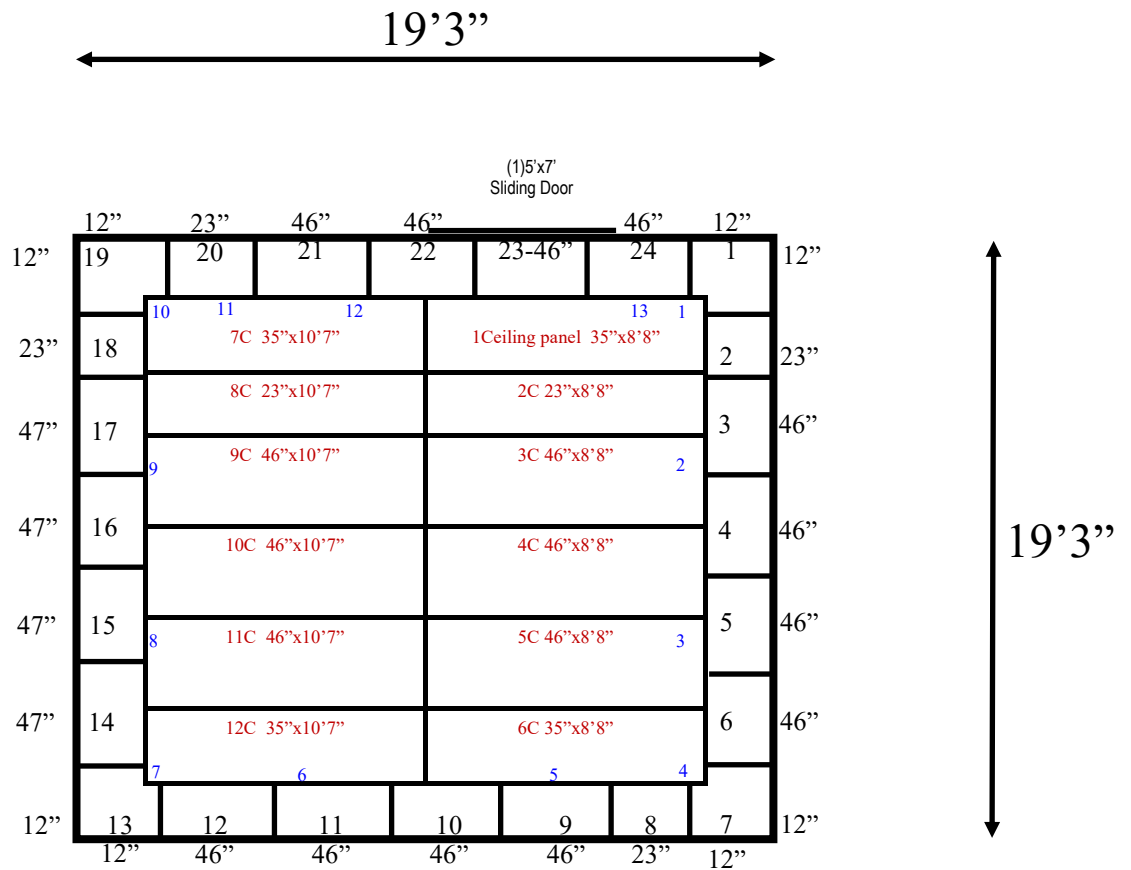 19’3”
(1)5’x7’
Sliding Door
12” 23” 46” 46” 46” 12”
12” 19 20 21 22 23-46” 24 1 12”
10 11 12 13 1
7C 35”x10’7” 1Ceiling panel 35”x8’8”
23” 18 2 23”
8C 23”x10’7” 2C 23”x8’8”
47” 17 3 46”
9C 46”x10’7” 3C 46”x8’8”
9 2
47” 16 4 46”
10C 46”x10’7” 4C 46”x8’8”
19’3”
47” 15 5 46”
11C 46”x10’7” 5C 46”x8’8”
8 3
47” 14 6 46”
12C 35”x10’7” 6C 35”x8’8”
7 6 5 4
12” 13 12 11 10 9 8 7 12”
12” 46” 46” 46” 46” 23” 12”